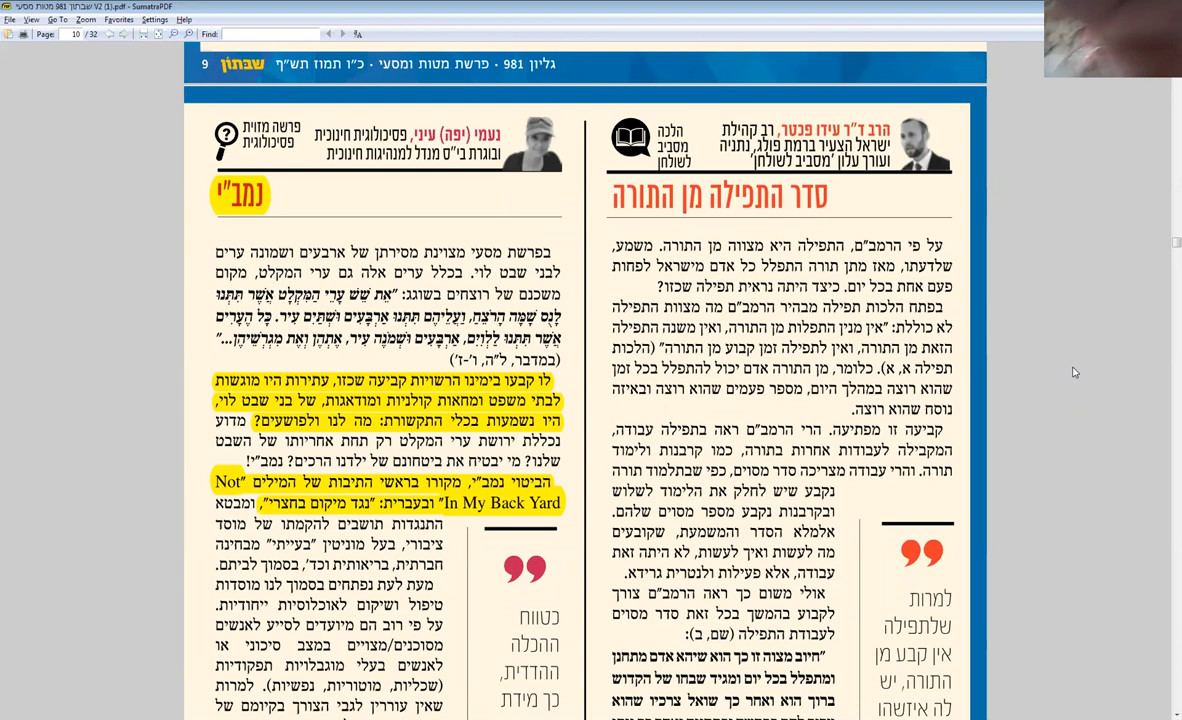 שבתון 981 מטות מסעי V2 (1).pdf - SumatraPDF
File View Go To Zoom Favorites Settings Help
Page: 10 / 32 Find:
גליון 981 · פרשת מטות ומסעי · כ״ו תמוז תש״ף שבתון 9
הרב ד״ר עידו פכטר, רב קהילת
ישראל הצעיר ברמת פולג, נתניה
ועורך עלון 'מסביב לשולחן'
הלכה
מסביב
לשולחן
סדר התפילה מן התורה
על פי הרמב״ם, התפילה היא מצווה מן התורה. משמע,
שלדעתו, מאז מתן תורה התפלל כל אדם מישראל לפחות
פעם אחת בכל יום. כיצד היתה נראית תפילה שכזו?
בפתח הלכות תפילה מבהיר הרמב״ם מה מצוות התפילה
לא כוללת: ״אין מנין התפלות מן התורה, ואין משנה התפילה
הזאת מן התורה, ואין לתפילה זמן קבוע מן התורה״ (הלכות
תפילה א, א). כלומר, מן התורה אדם יכול להתפלל בכל זמן
שהוא רוצה במהלך היום, מספר פעמים שהוא רוצה ובאיזה
נוסח שהוא רוצה.
קביעה זו מפתיעה. הרי הרמב״ם ראה בתפילה עבודה,
המקבילה לעבודות אחרות בתורה, כמו קרבנות ולימוד
תורה. והרי עבודה מצריכה סדר מסוים, כפי שבתלמוד תורה
נקבע שיש לחלק את הלימוד לשלוש
ובקרבנות נקבע מספר מסוים שלהם.
אלמלא הסדר והמשמעת, שקובעים
מה לעשות ואיך לעשות, לא היתה זאת
עבודה, אלא פעילות ולנטרית גרידא.
אולי משום כך ראה הרמב״ם צורך
לקבוע בהמשך בכל זאת סדר מסוים
לעבודת התפילה (שם, ב):
״חיוב מצוה זו כך הוא שיהא אדם מתחנן
ומתפלל בכל יום ומגיד שבחו של הקדוש
ברוך הוא ואחר כך שואל צרכיו שהוא
למרות
שלתפילה
אין קבע מן
התורה, יש
לה איזשהו
נעמי (יפה) עיני, פסיכולוגית חינוכית
ובוגרת בי״ס מנדל למנהיגות חינוכית
פרשה מזוית
פסיכולוגית
נמב״י
בפרשת מסעי מצוינת מסירתן של ארבעים ושמונה ערים
לבני שבט לוי. בכלל ערים אלה גם ערי המקלט, מקום
משכנם של רוצחים בשוגג: ״אֵת שֵׁשׁ עָרֵי הַמִּקְלָט אֲשֶׁר תִּתְּנוּ
לָנֻס שָׁמָּה הָרֹצֵחַ, וַעֲלֵיהֶם תִּתְּנוּ אַרְבָּעִים וּשְׁתַּיִם עִיר. כָּל הֶעָרִים
אֲשֶׁר תִּתְּנוּ לַלְוִיִּם, אַרְבָּעִים וּשְׁמֹנֶה עִיר, אֶתְהֶן וְאֶת מִגְרְשֵׁיהֶן...״
(במדבר, ל״ה, ו׳-ז׳)
לו קבעו בימינו הרשויות קביעה שכזו, עתירות היו מוגשות
לבתי משפט ומחאות קולניות ומודאגות, של בני שבט לוי,
היו נשמעות בכלי התקשורת: מה לנו ולפושעים? מדוע
נכללת ירושת ערי המקלט רק תחת אחריותו של השבט
שלנו? מי יבטיח את ביטחונם של ילדנו הרכים? נמב״י!
הביטוי נמב״י, מקורו בראשי התיבות של המילים ״Not
In My Back Yard״ ובעברית: ״נגד מיקום בחצרי״, ומבטא
התנגדות תושבים להקמתו של מוסד
ציבורי, בעל מוניטין ״בעייתי״ מבחינה
חברתית, בריאותית וכד׳, בסמוך לביתם.
מעת לעת נפתחים בסמוך לנו מוסדות
טיפול ושיקום לאוכלוסיות ייחודיות.
על פי רוב הם מיועדים לסייע לאנשים
מסוכנים/מצויים במצב סיכוני או
לאנשים בעלי מוגבלויות תפקודיות
(שכליות, מוטוריות, נפשיות). למרות
שאין עוררין לגבי הצורך בקיומם של
כטווח
ההכלה
ההדדית,
כך מידת